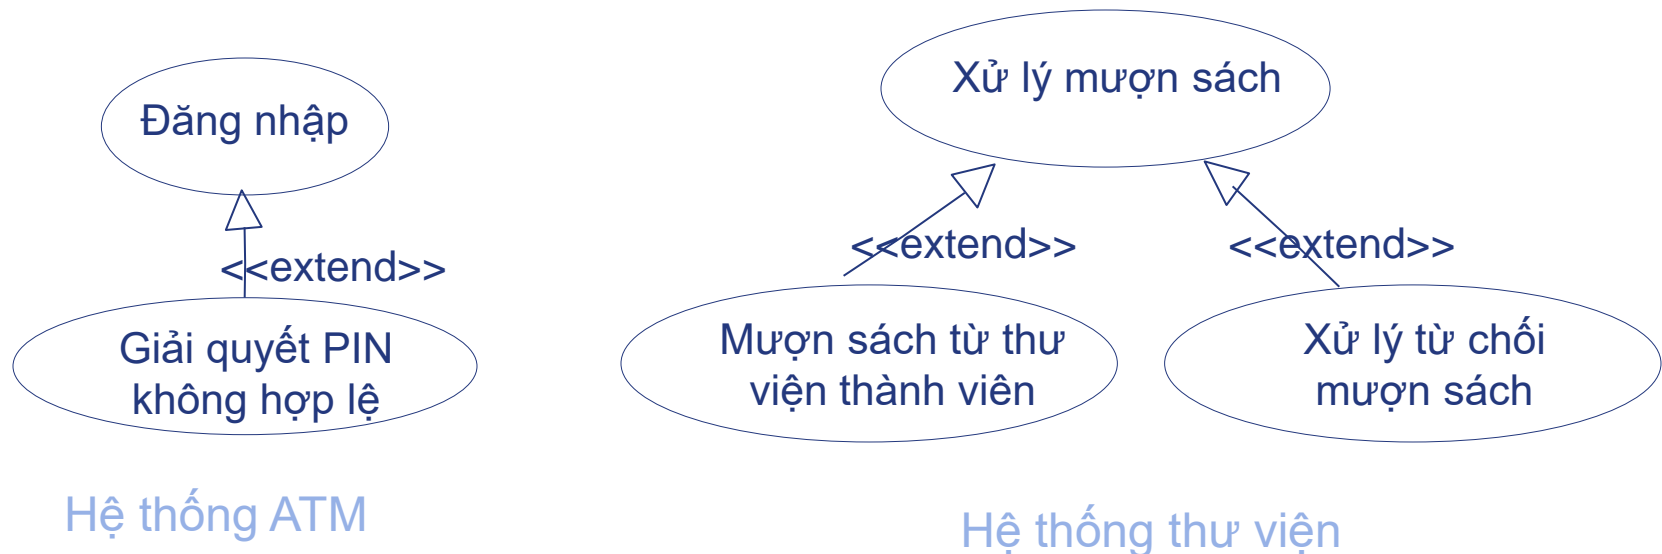 Đăng nhập
<<extend>>
Giải quyết PIN
không hợp lệ
Hệ thống ATM
Xử lý mượn sách
<<extend>>
<<extend>>
Mượn sách từ thư
viện thành viên
Xử lý từ chối
mượn sách
Hệ thống thư viện